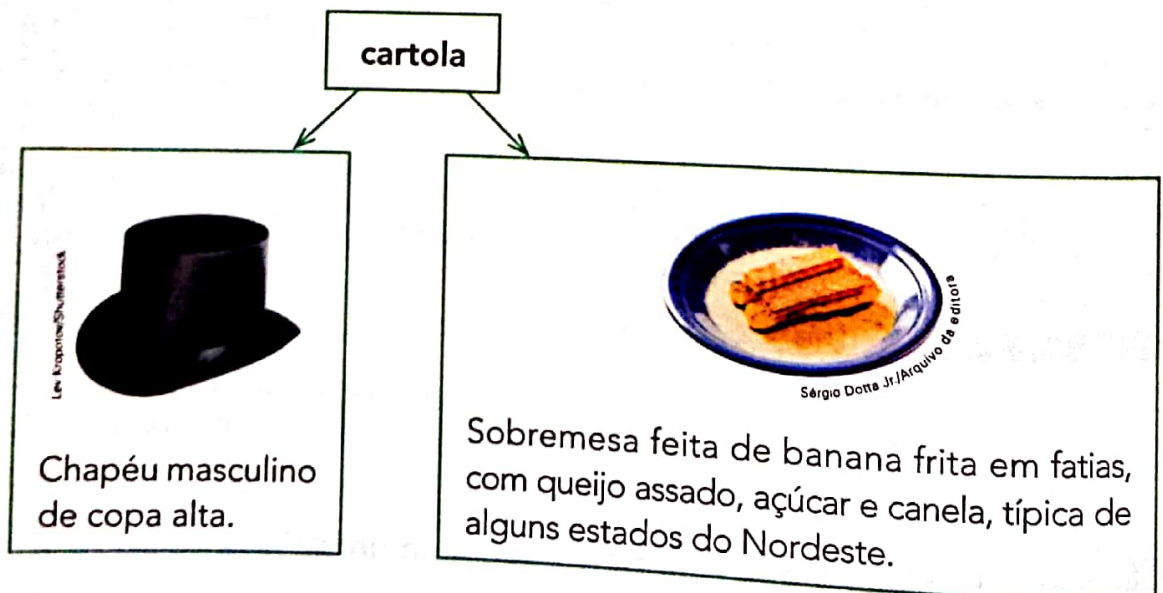 cartola
Lev Kropotov/Shutterstock
Chapéu masculino
de copa alta.
Sérgio Dotta Jr./Arquivo da editora
Sobremesa feita de banana frita em fatias,
com queijo assado, açúcar e canela, típica de
alguns estados do Nordeste.